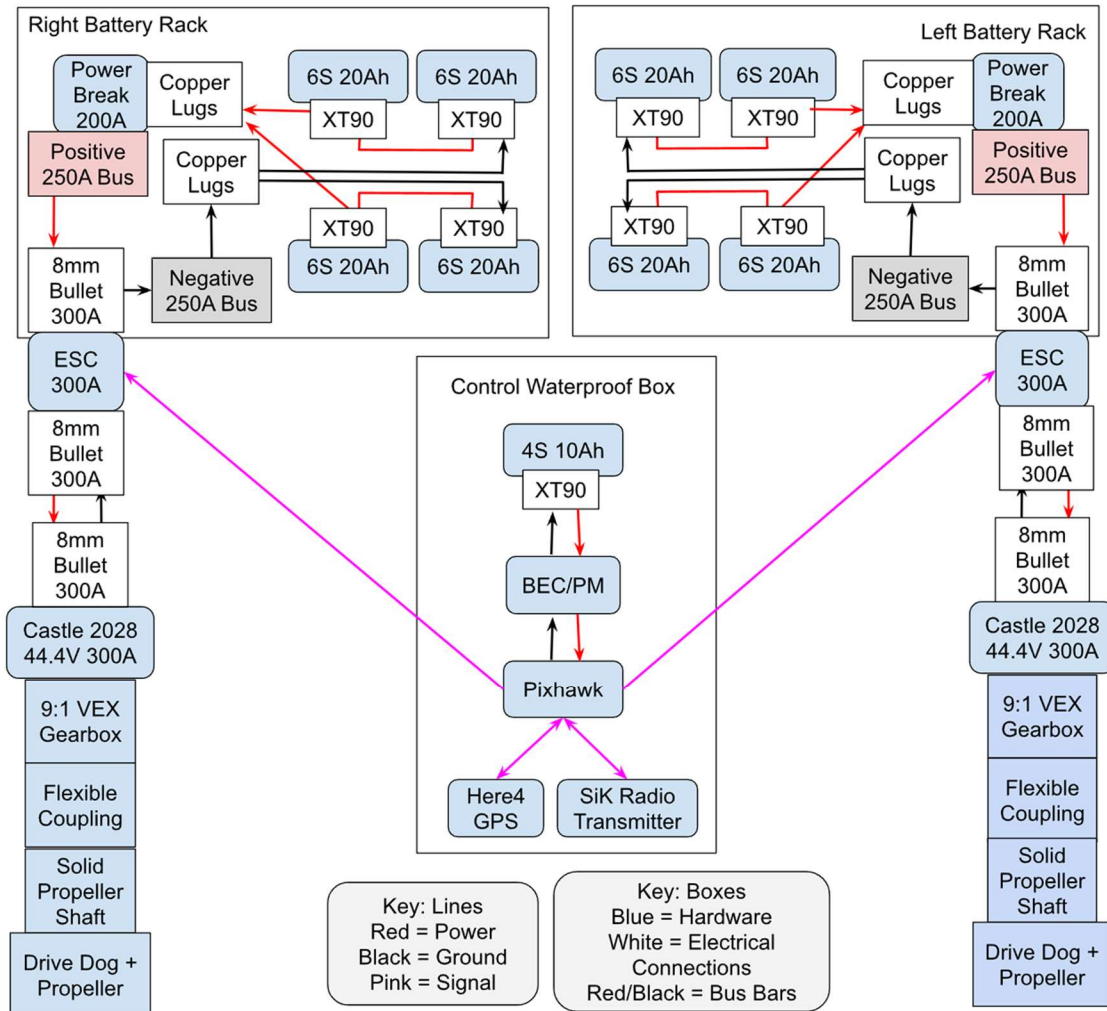 Right Battery Rack
Power
Break
200A
Copper
Lugs
6S 20Ah
6S 20Ah
XT90
XT90
Positive
250A Bus
Copper
Lugs
XT90
XT90
6S 20Ah
6S 20Ah
8mm
Bullet
300A
Negative
250A Bus
ESC
300A
8mm
Bullet
300A
8mm
Bullet
300A
Castle 2028
44.4V 300A
9:1 VEX
Gearbox
Flexible
Coupling
Solid
Propeller
Shaft
Drive Dog +
Propeller
Left Battery Rack
6S 20Ah
6S 20Ah
XT90
XT90
Copper
Lugs
Power
Break
200A
Copper
Lugs
Positive
250A Bus
XT90
XT90
6S 20Ah
6S 20Ah
Negative
250A Bus
8mm
Bullet
300A
ESC
300A
8mm
Bullet
300A
8mm
Bullet
300A
Castle 2028
44.4V 300A
9:1 VEX
Gearbox
Flexible
Coupling
Solid
Propeller
Shaft
Drive Dog +
Propeller
Control Waterproof Box
4S 10Ah
XT90
BEC/PM
Pixhawk
Here4
GPS
SiK Radio
Transmitter
Key: Lines
Red = Power
Black = Ground
Pink = Signal
Key: Boxes
Blue = Hardware
White = Electrical
Connections
Red/Black = Bus Bars